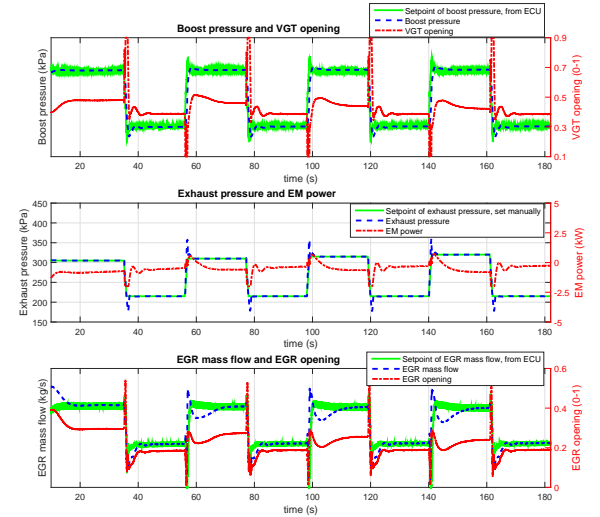 Boost pressure and VGT opening
Setpoint of boost pressure, from ECU
Boost pressure
VGT opening
Boost pressure (kPa)
0.9
0.7
0.5
0.3
0.1
VGT opening (0-1)
20 40 60 80 100 120 140 160 180
time (s)
Exhaust pressure and EM power
Setpoint of exhaust pressure, set manually
Exhaust pressure
EM power
Exhaust pressure (kPa)
450
400
350
300
250
200
150
5
2.5
0
-2.5
-5
EM power (kW)
20 40 60 80 100 120 140 160 180
time (s)
EGR mass flow and EGR opening
Setpoint of EGR mass flow, from ECU
EGR mass flow
EGR opening
EGR mass flow (kg/s)
0.6
0.4
0.2
0
EGR opening (0-1)
20 40 60 80 100 120 140 160 180
time (s)